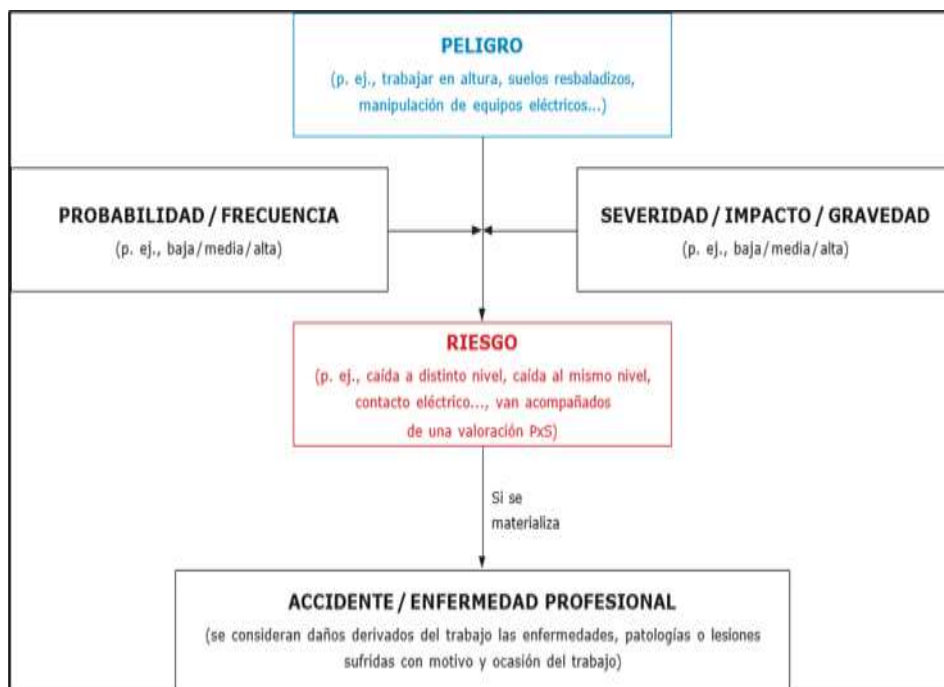 PELIGRO
(p. ej., trabajar en altura, suelos resbaladizos,
manipulación de equipos eléctricos...)
PROBABILIDAD / FRECUENCIA
(p. ej., baja/media/alta)
SEVERIDAD / IMPACTO / GRAVEDAD
(p. ej., baja/media/alta)
RIESGO
(p. ej., caída a distinto nivel, caída al mismo nivel,
contacto eléctrico..., van acompañados
de una valoración PxS)
Si se
materializa
ACCIDENTE / ENFERMEDAD PROFESIONAL
(se consideran daños derivados del trabajo las enfermedades, patologías o lesiones
sufridas con motivo y ocasión del trabajo)